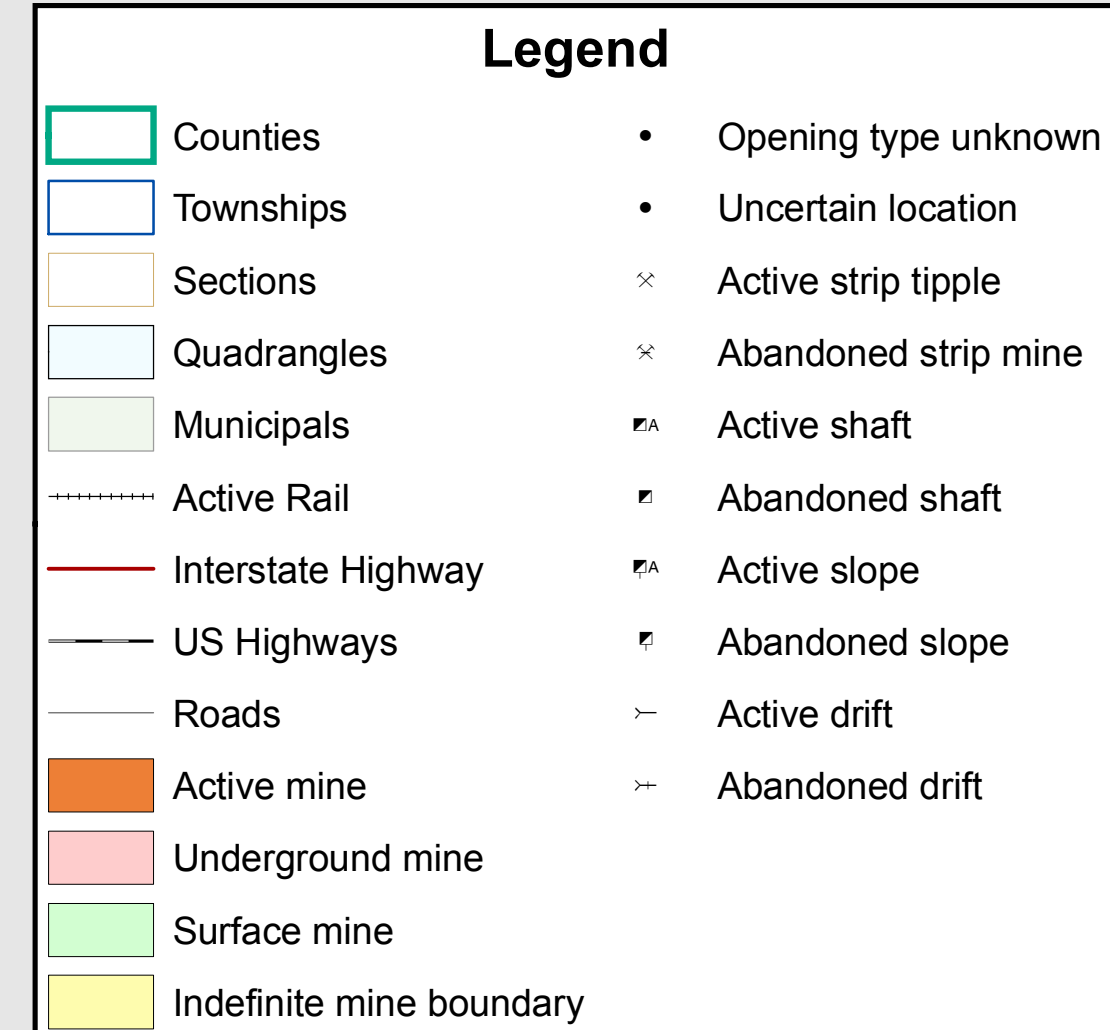 Legend
Counties
Townships
Sections
Quadrangles
Municipals
Active Rail
Interstate Highway
US Highways
Roads
Active mine
Underground mine
Surface mine
Indefinite mine boundary
Opening type unknown
Uncertain location
Active strip tipple
Abandoned strip mine
A Active shaft
Abandoned shaft
A Active slope
Abandoned slope
Active drift
Abandoned drift